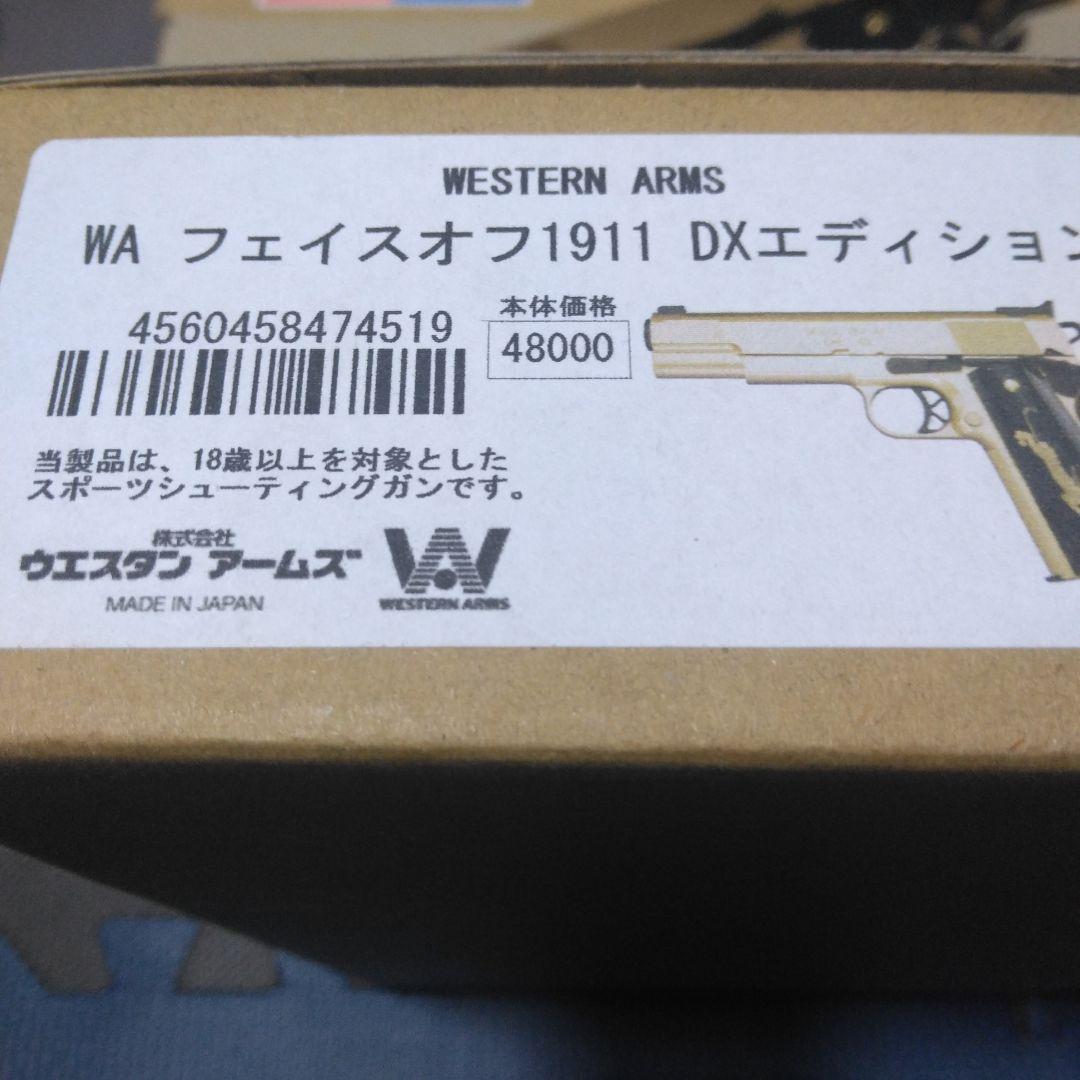 WESTERN ARMS
WA フェイスオフ1911 DXエディション
4560458474519
本体価格
48000
当製品は、18歳以上を対象とした
スポーツシューティングガンです。
株式会社
ウエスタン アームズ
MADE IN JAPAN
WA
WESTERN ARMS